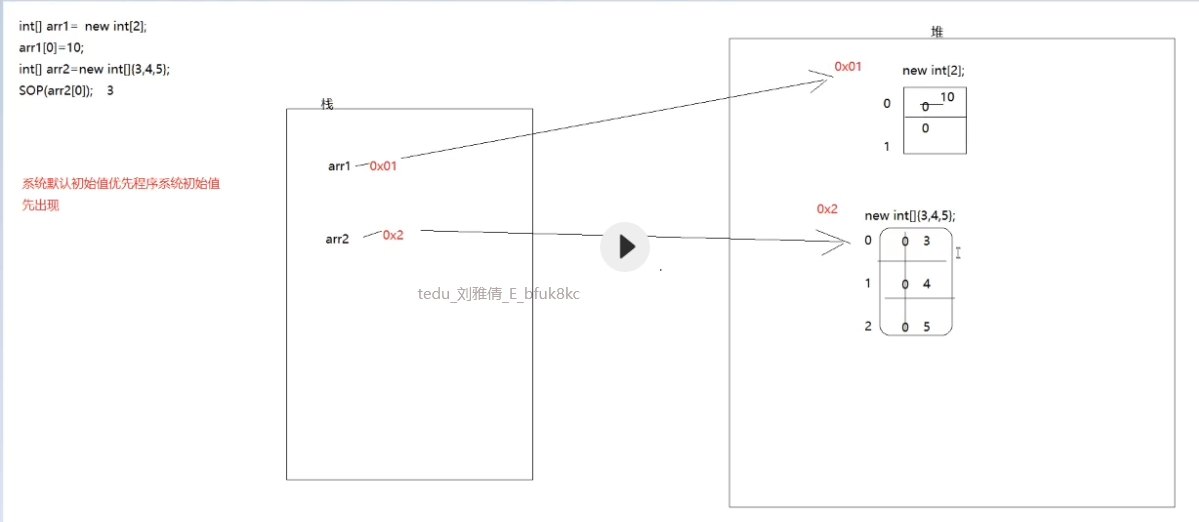 int[] arr1= new int[2];
arr1[0]=10;
int[] arr2=new int[]{3,4,5};
SOP(arr2[0]); 3
系统默认初始值优先程序系统初始值
先出现
栈
arr1
0x01
arr2
0x2
tedu_刘雅倩_E_bfuk8kc
堆
0x01
new int[2];
0
0
10
1
0
0x2
new int[]{3,4,5};
0 0 3
1 0 4
2 0 5